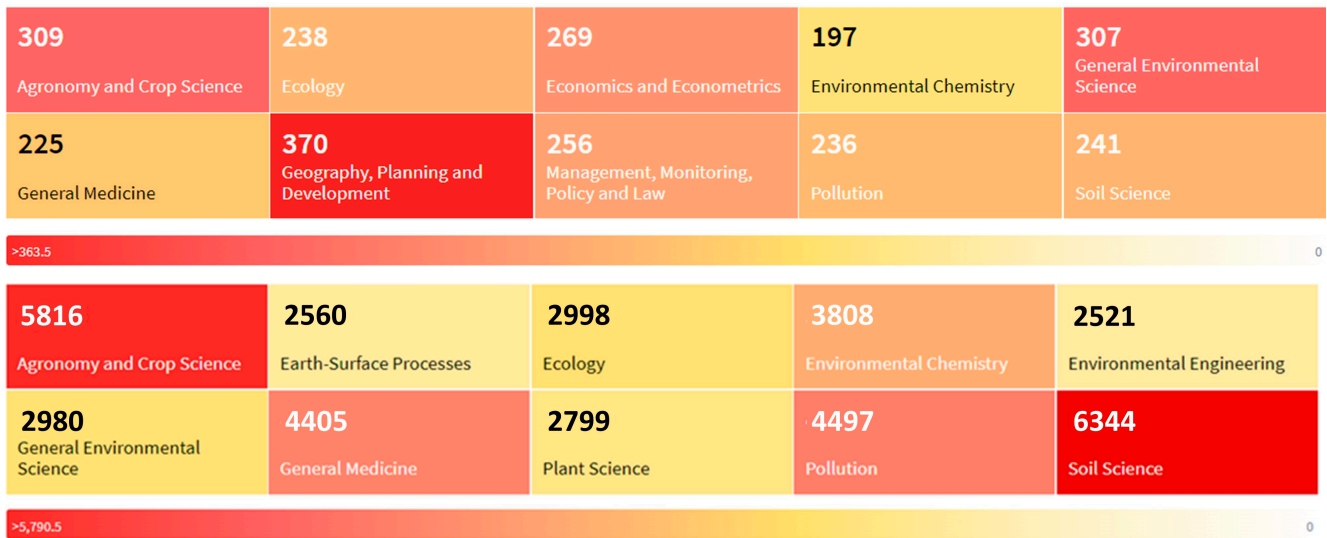 309
Agronomy and Crop Science
238
Ecology
269
Economics and Econometrics
197
Environmental Chemistry
307
General Environmental
Science
225
General Medicine
370
Geography, Planning and
Development
256
Management, Monitoring,
Policy and Law
236
Pollution
241
Soil Science
>363.5
0
5816
Agronomy and Crop Science
2560
Earth-Surface Processes
2998
Ecology
3808
Environmental Chemistry
2521
Environmental Engineering
2980
General Environmental
Science
4405
General Medicine
2799
Plant Science
4497
Pollution
6344
Soil Science
>5,790.5
0